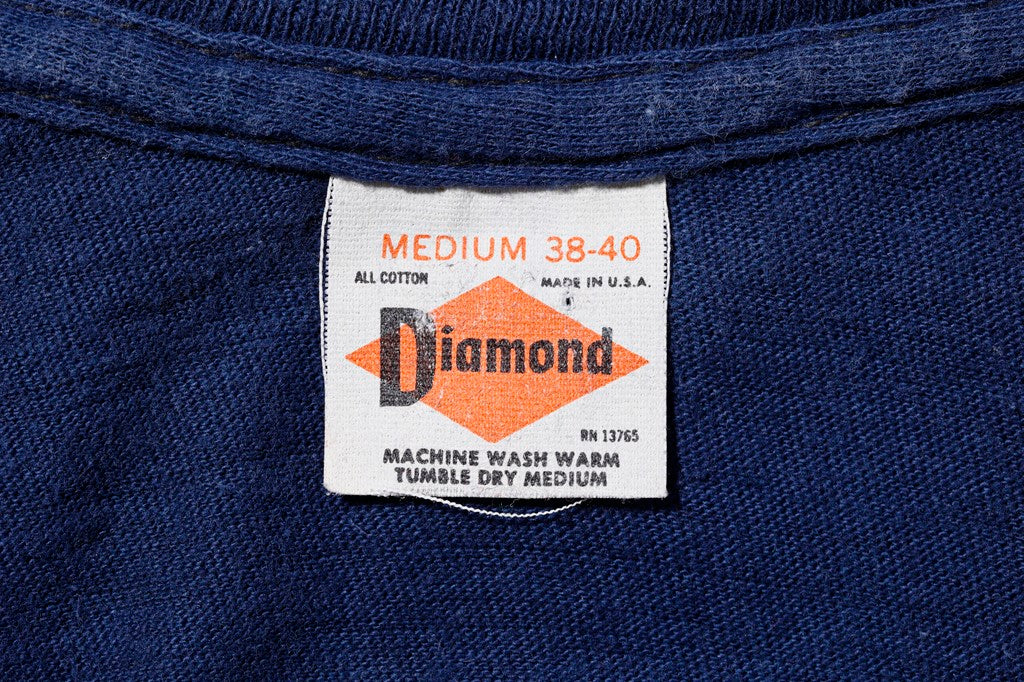 MEDIUM 38-40
ALL COTTON MADE IN U.S.A.
Diamond
RN 13765
MACHINE WASH WARM
TUMBLE DRY MEDIUM